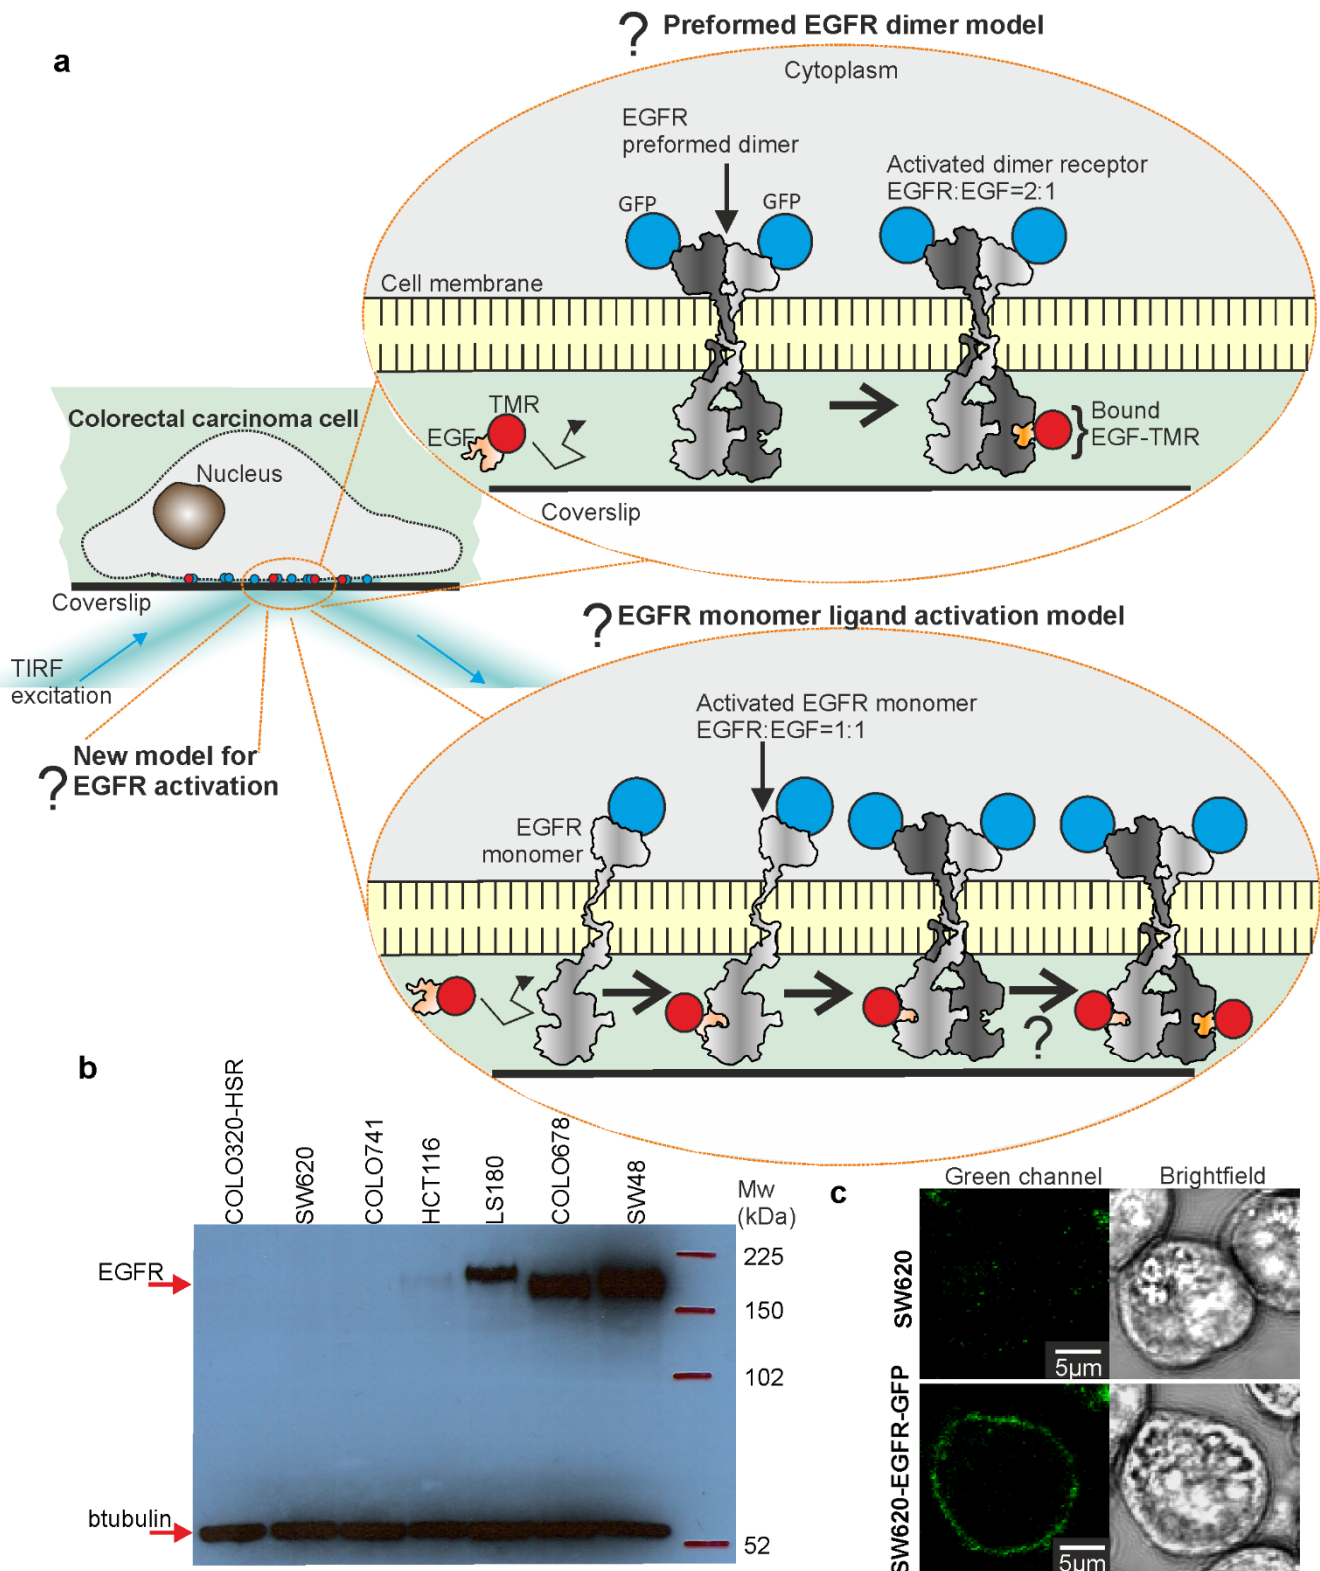 ? Preformed EGFR dimer model
a
Cytoplasm
EGFR
preformed dimer
Activated dimer receptor
EGFR:EGF=2:1
GFP
GFP
Cell membrane
TMR
EGF
Bound
EGF-TMR
Coverslip
Colorectal carcinoma cell
Nucleus
Coverslip
TIRF
excitation
? New model for
EGFR activation
? EGFR monomer ligand activation model
Activated EGFR monomer
EGFR:EGF=1:1
EGFR
monomer
?
b
COLO320-HSR
SW620
COLO741
HCT116
LS180
COLO678
SW48
Mw
(kDa)
EGFR
225
150
102
btubulin
52
c
Green channel
Brightfield
SW620
5µm
SW620-EGFR-GFP
5µm